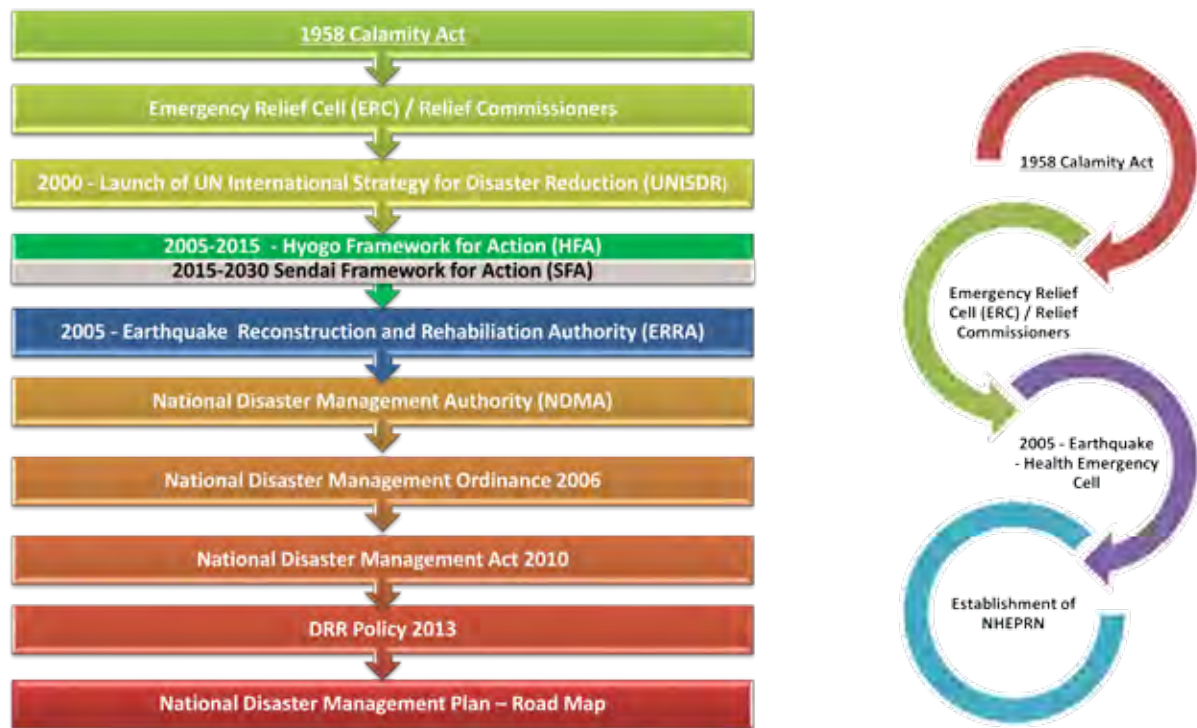 1958 Calamity Act
Emergency Relief Cell (ERC) / Relief Commissioners
2000 - Launch of UN International Strategy for Disaster Reduction (UNISDR)
2005-2015 - Hyogo Framework for Action (HFA)
2015-2030 Sendai Framework for Action (SFA)
2005 - Earthquake Reconstruction and Rehabiliation Authority (ERRA)
National Disaster Management Authority (NDMA)
National Disaster Management Ordinance 2006
National Disaster Management Act 2010
DRR Policy 2013
National Disaster Management Plan – Road Map
1958 Calamity Act
Emergency Relief
Cell (ERC) / Relief
Commissioners
2005 - Earthquake
- Health Emergency
Cell
Establishment of
NHEPRN